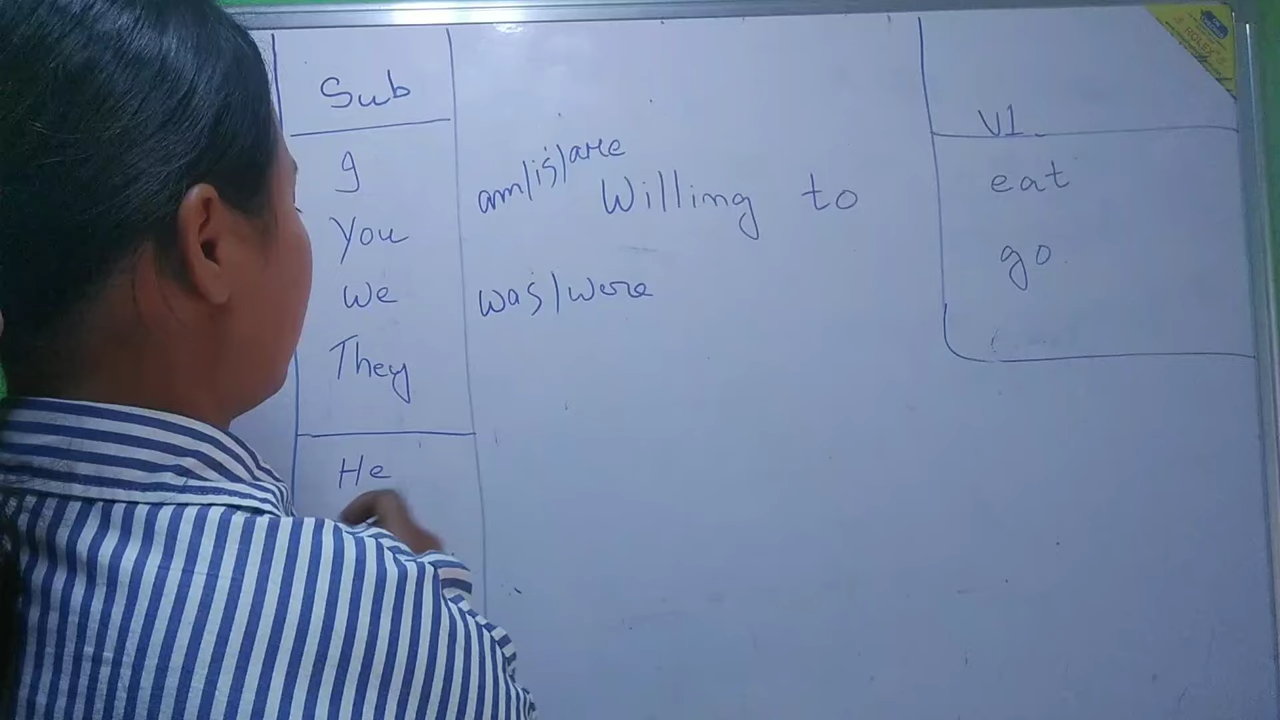 Sub
I
You
we
They
He
am/is/are
Willing to
was/were
V1
eat
go